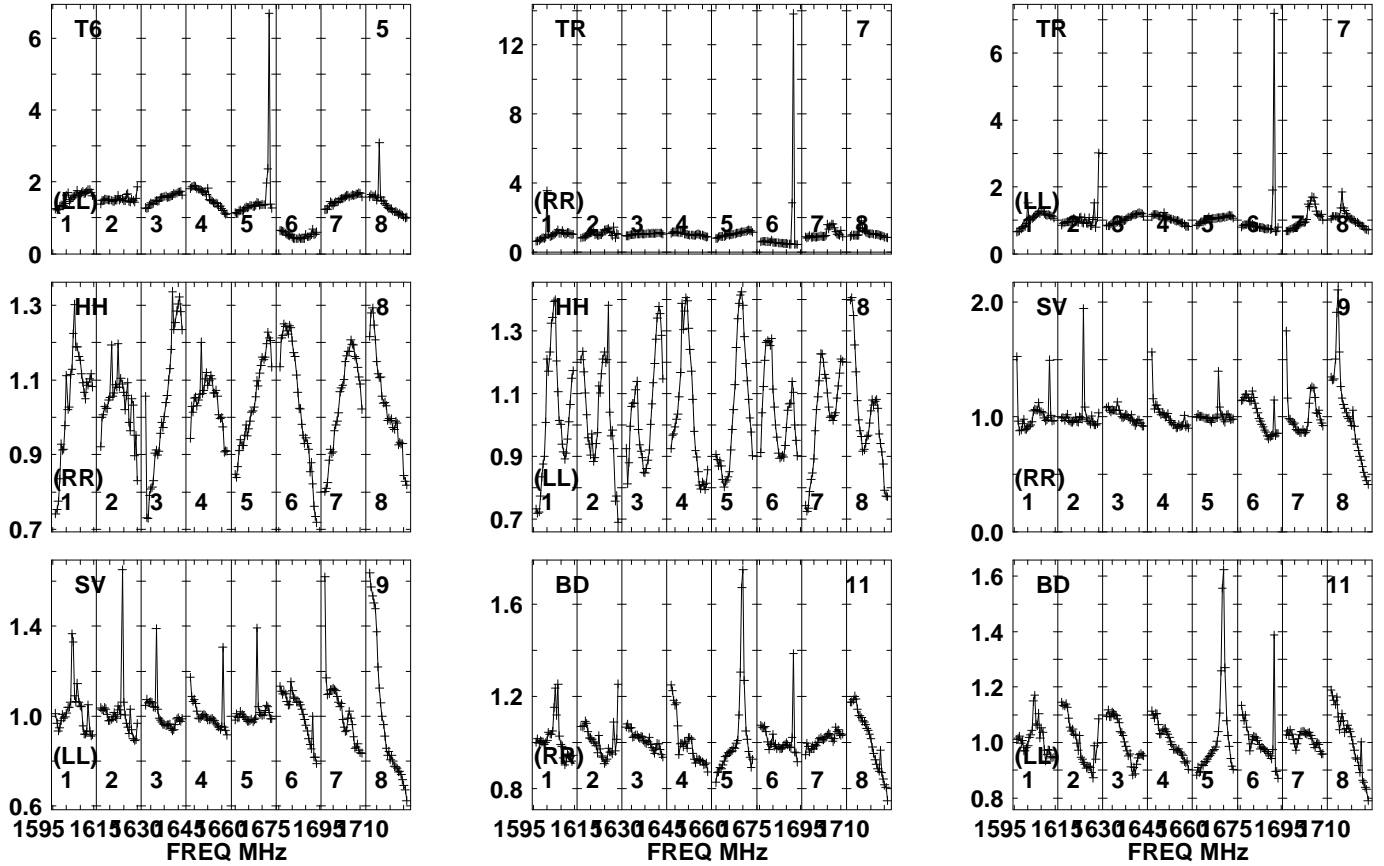 T6 5
6
4
2
0
(LL)
1 2 3 4 5 6 7 8
TR 7
12
8
4
0
(RR)
1 2 3 4 5 6 7 8
TR 7
6
4
2
0
(LL)
1 2 3 4 5 6 7 8
HH 8
1.3
1.1
0.9
0.7
(RR)
1 2 3 4 5 6 7 8
HH 8
1.3
1.1
0.9
0.7
(LL)
1 2 3 4 5 6 7 8
SV 9
2.0
1.0
0.0
(RR)
1 2 3 4 5 6 7 8
SV 9
1.4
1.0
0.6
(LL)
1 2 3 4 5 6 7 8
1595 1615 1630 1645 1660 1675 1695 1710
FREQ MHz
BD 11
1.6
1.2
0.8
(RR)
1 2 3 4 5 6 7 8
1595 1615 1630 1645 1660 1675 1695 1710
FREQ MHz
BD 11
1.6
1.4
1.2
1.0
0.8
(LL)
1 2 3 4 5 6 7 8
1595 1615 1630 1645 1660 1675 1695 1710
FREQ MHz